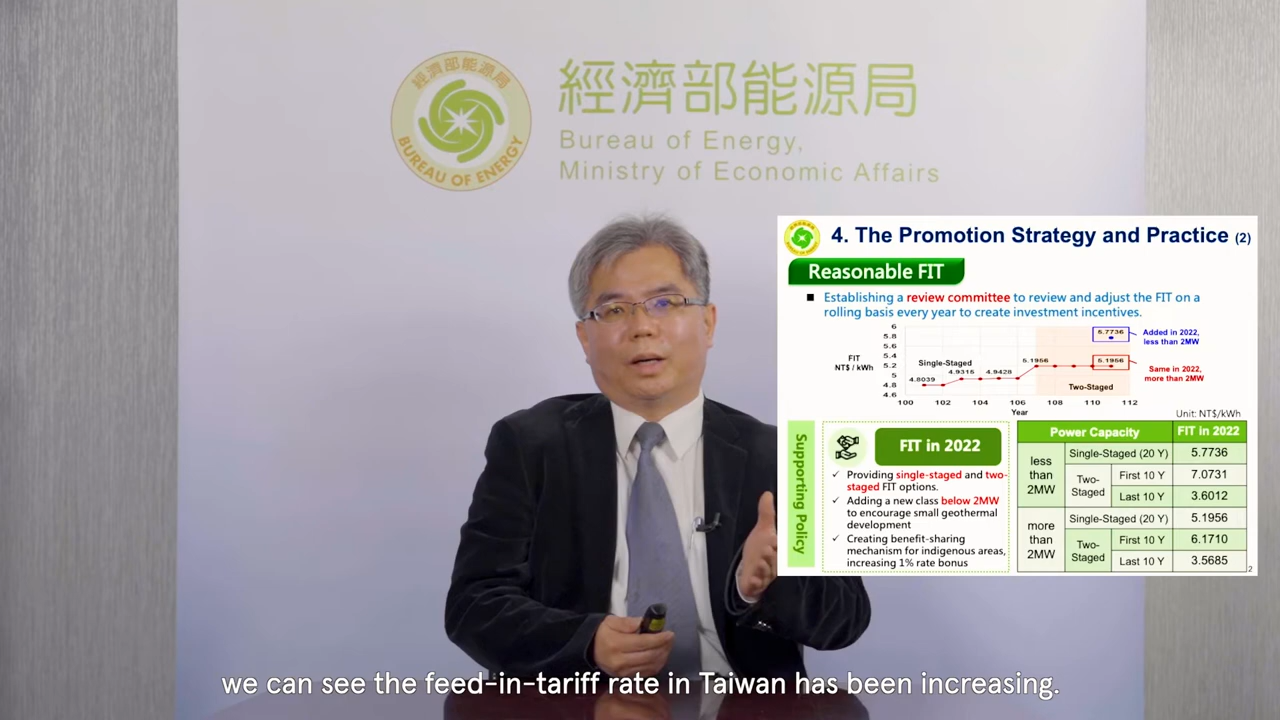 經濟部能源局
BUREAU OF ENERGY
經濟部能源局
Bureau of Energy,
Ministry of Economic Affairs
4. The Promotion Strategy and Practice (2)
Reasonable FIT
■ Establishing a review committee to review and adjust the FIT on a
rolling basis every year to create investment incentives.
FIT
NT$ / kWh
6
5.8
5.6
5.4
5.2
5
4.8
4.6
Single-Staged
4.8039
4.9315
4.9428
5.1956
5.7736
5.1956
Two-Staged
100 102 104 106 108 110 112
Year
Added in 2022,
less than 2MW
Same in 2022,
more than 2MW
Supporting Policy
FIT in 2022
✓ Providing single-staged and two-
staged FIT options.
✓ Adding a new class below 2MW
to encourage small geothermal
development
✓ Creating benefit-sharing
mechanism for indigenous areas,
increasing 1% rate bonus
Unit: NT$/kWh
Power Capacity FIT in 2022
less
than
2MW
Single-Staged (20 Y) 5.7736
Two-
Staged
First 10 Y 7.0731
Last 10 Y 3.6012
more
than
2MW
Single-Staged (20 Y) 5.1956
Two-
Staged
First 10 Y 6.1710
Last 10 Y 3.5685
2
we can see the feed-in-tariff rate in Taiwan has been increasing.